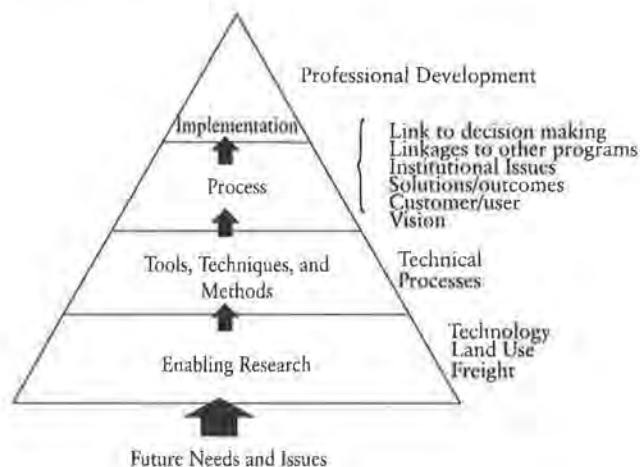 Professional Development
Implementation
Link to decision making
Linkages to other programs
Institutional Issues
Solutions/outcomes
Customer/user
Vision
Process
Tools, Techniques, and
Methods
Technical
Processes
Enabling Research
Technology
Land Use
Freight
Future Needs and Issues